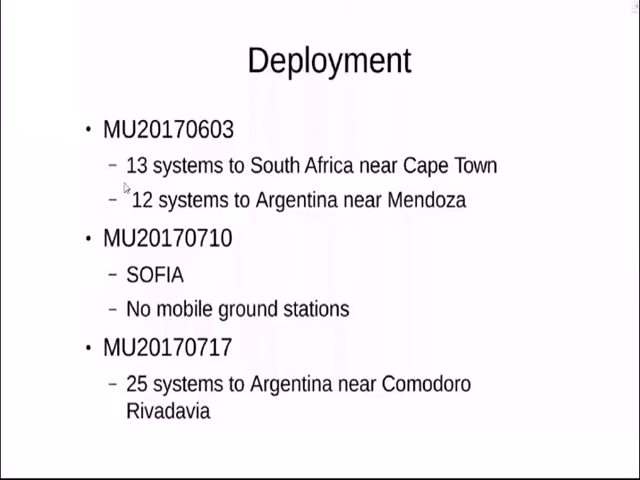 Deployment
• MU20170603
– 13 systems to South Africa near Cape Town
– 12 systems to Argentina near Mendoza
• MU20170710
– SOFIA
– No mobile ground stations
• MU20170717
– 25 systems to Argentina near Comodoro
Rivadavia